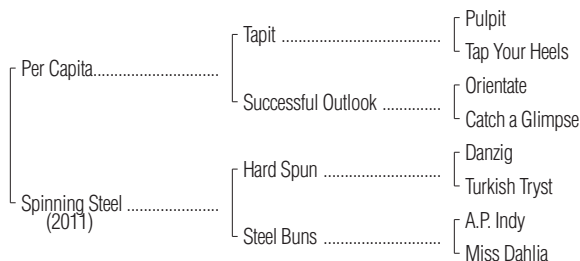 Pulpit
Tapit ........................................
Tap Your Heels
Per Capita................................
Orientate
Successful Outlook ..............
Catch a Glimpse
Danzig
Hard Spun .............................
Turkish Tryst
Spinning Steel .......................
(2011)
A.P. Indy
Steel Buns ..............................
Miss Dahlia